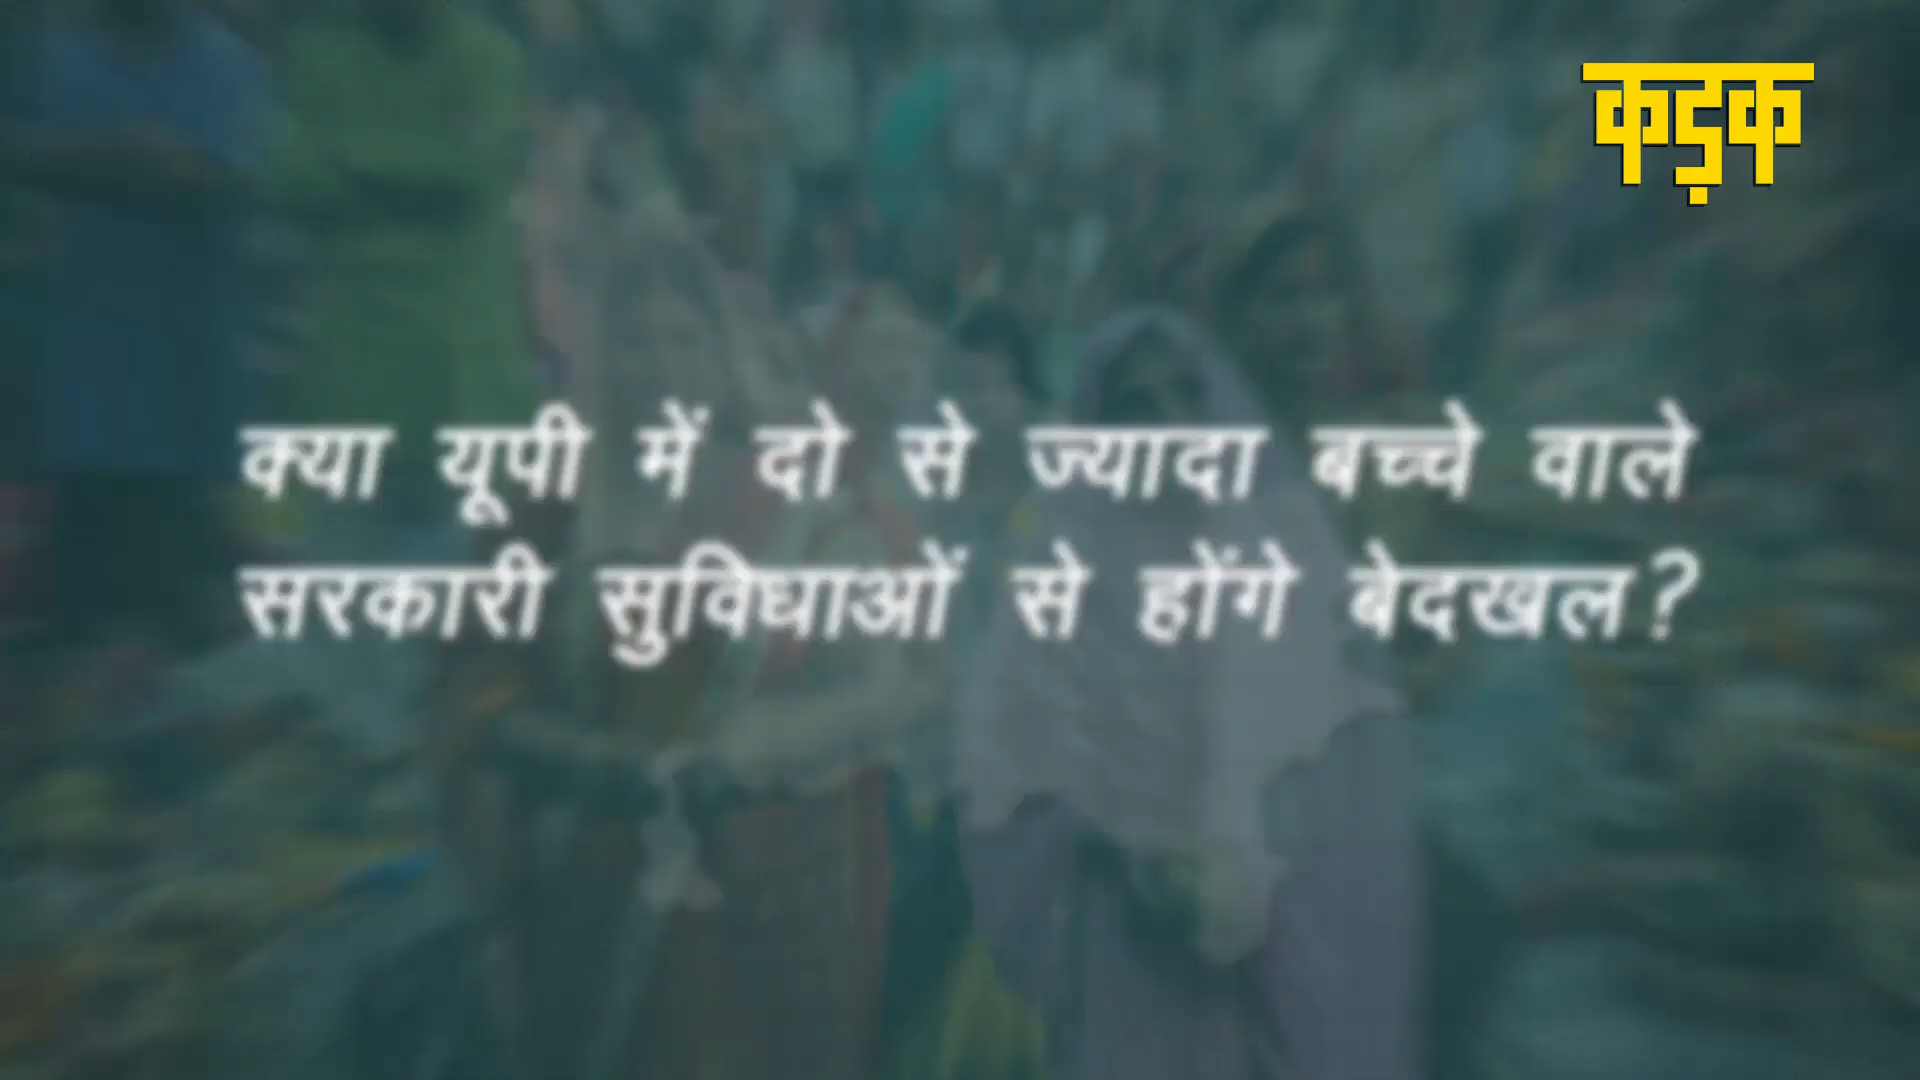 कड़क
क्या यूपी में दो से ज्यादा बच्चे वाले
सरकारी सुविधाओं से होंगे बेदखल?